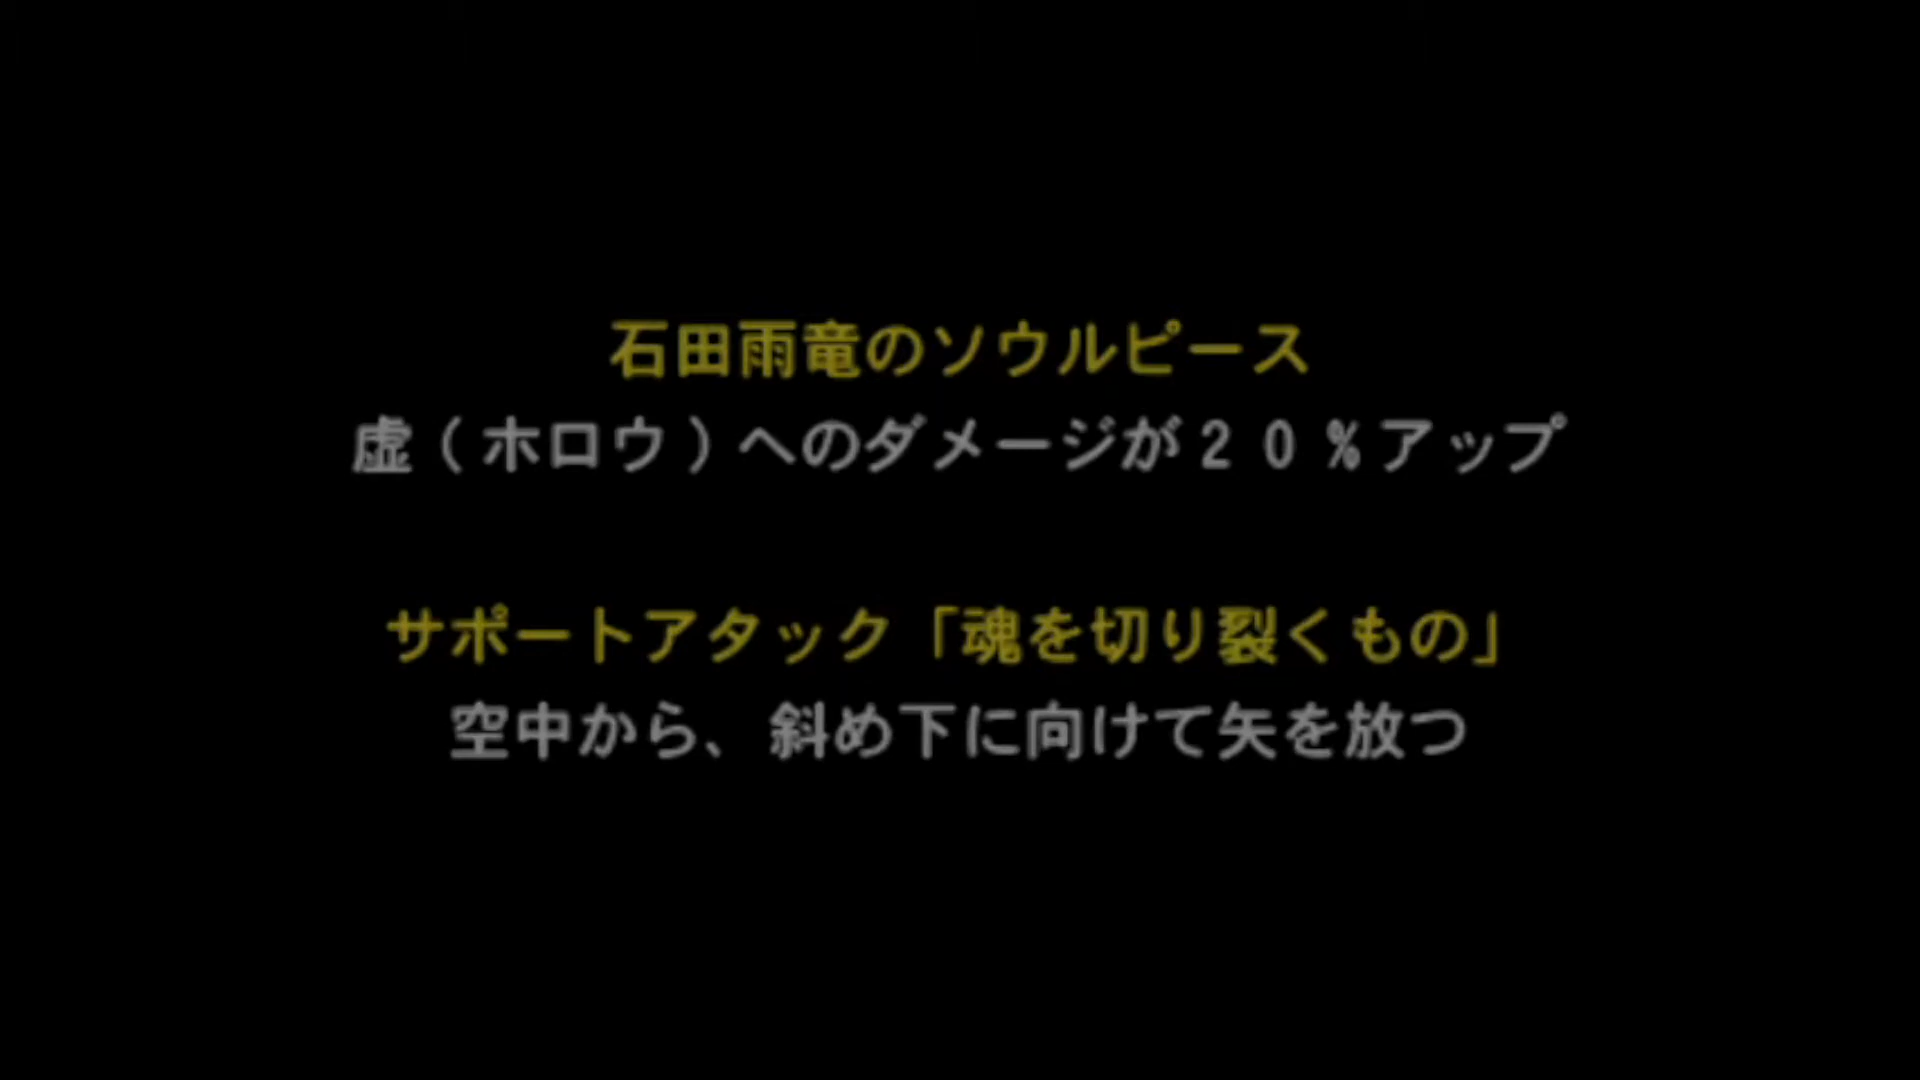 石田雨竜のソウルピース
虚(ホロウ)へのダメージが20%アップ
サポートアタック「魂を切り裂くもの」
空中から、斜め下に向けて矢を放つ